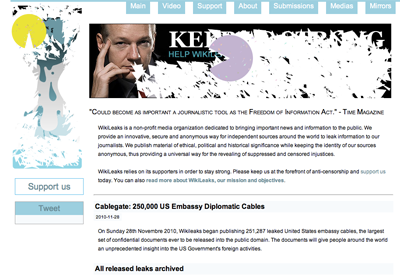 Main Video Support About Submissions Medias Mirrors
HELP WIKILE
"Could become as important a journalistic tool as the Freedom of Information Act." - Time Magazine
WikiLeaks is a non-profit media organization dedicated to bringing important news and information to the public. We
provide an innovative, secure and anonymous way for independent sources around the world to leak information to our
journalists. We publish material of ethical, political and historical significance while keeping the identity of our sources
anonymous, thus providing a universal way for the revealing of suppressed and censored injustices.
WikiLeaks relies on its supporters in order to stay strong. Please keep us at the forefront of anti-censorship and support
us today. You can also read more about WikiLeaks, our mission and objectives.
Support us
Tweet
Cablegate: 250,000 US Embassy Diplomatic Cables
2010-11-28
On Sunday 28th Novembre 2010, Wikileaks began publishing 251,287 leaked United States embassy cables, the largest
set of confidential documents ever to be released into the public domain. The documents will give people around the world
an unprecedented insight into the US Government's foreign activities.
All released leaks archived